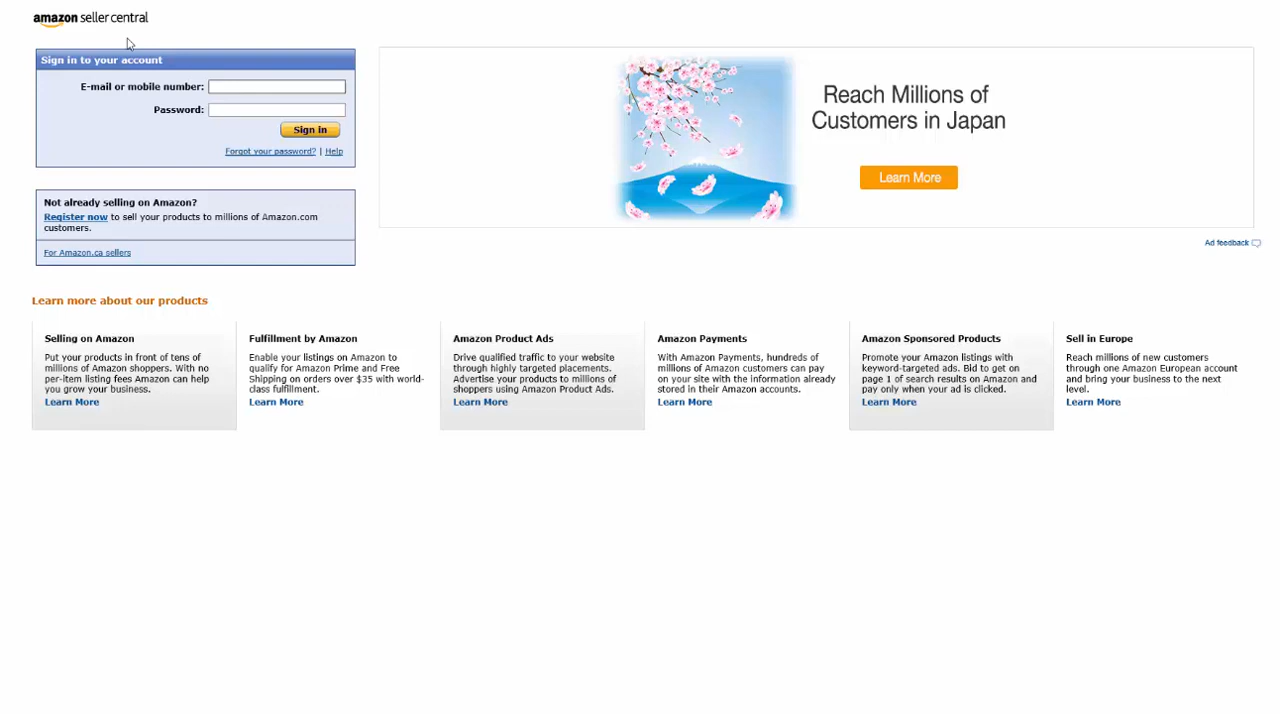 amazon seller central
Sign in to your account
E-mail or mobile number:
Password:
Sign in
Forgot your password? | Help
Not already selling on Amazon?
Register now to sell your products to millions of Amazon.com
customers.
For Amazon.ca sellers
Reach Millions of
Customers in Japan
Learn More
Ad feedback
Learn more about our products
Selling on Amazon
Put your products in front of tens of
millions of Amazon shoppers. With no
per-item listing fees Amazon can help
you grow your business.
Learn More
Fulfillment by Amazon
Enable your listings on Amazon to
qualify for Amazon Prime and Free
Shipping on orders over $35 with world-
class fulfillment.
Learn More
Amazon Product Ads
Drive qualified traffic to your website
through highly targeted placements.
Advertise your products to millions of
shoppers using Amazon Product Ads.
Learn More
Amazon Payments
With Amazon Payments, hundreds of
millions of Amazon customers can pay
on your site with the information already
stored in their Amazon accounts.
Learn More
Amazon Sponsored Products
Promote your Amazon listings with
keyword-targeted ads. Bid to get on
page 1 of search results on Amazon and
pay only when your ad is clicked.
Learn More
Sell in Europe
Reach millions of new customers
through one Amazon European account
and bring your business to the next
level.
Learn More